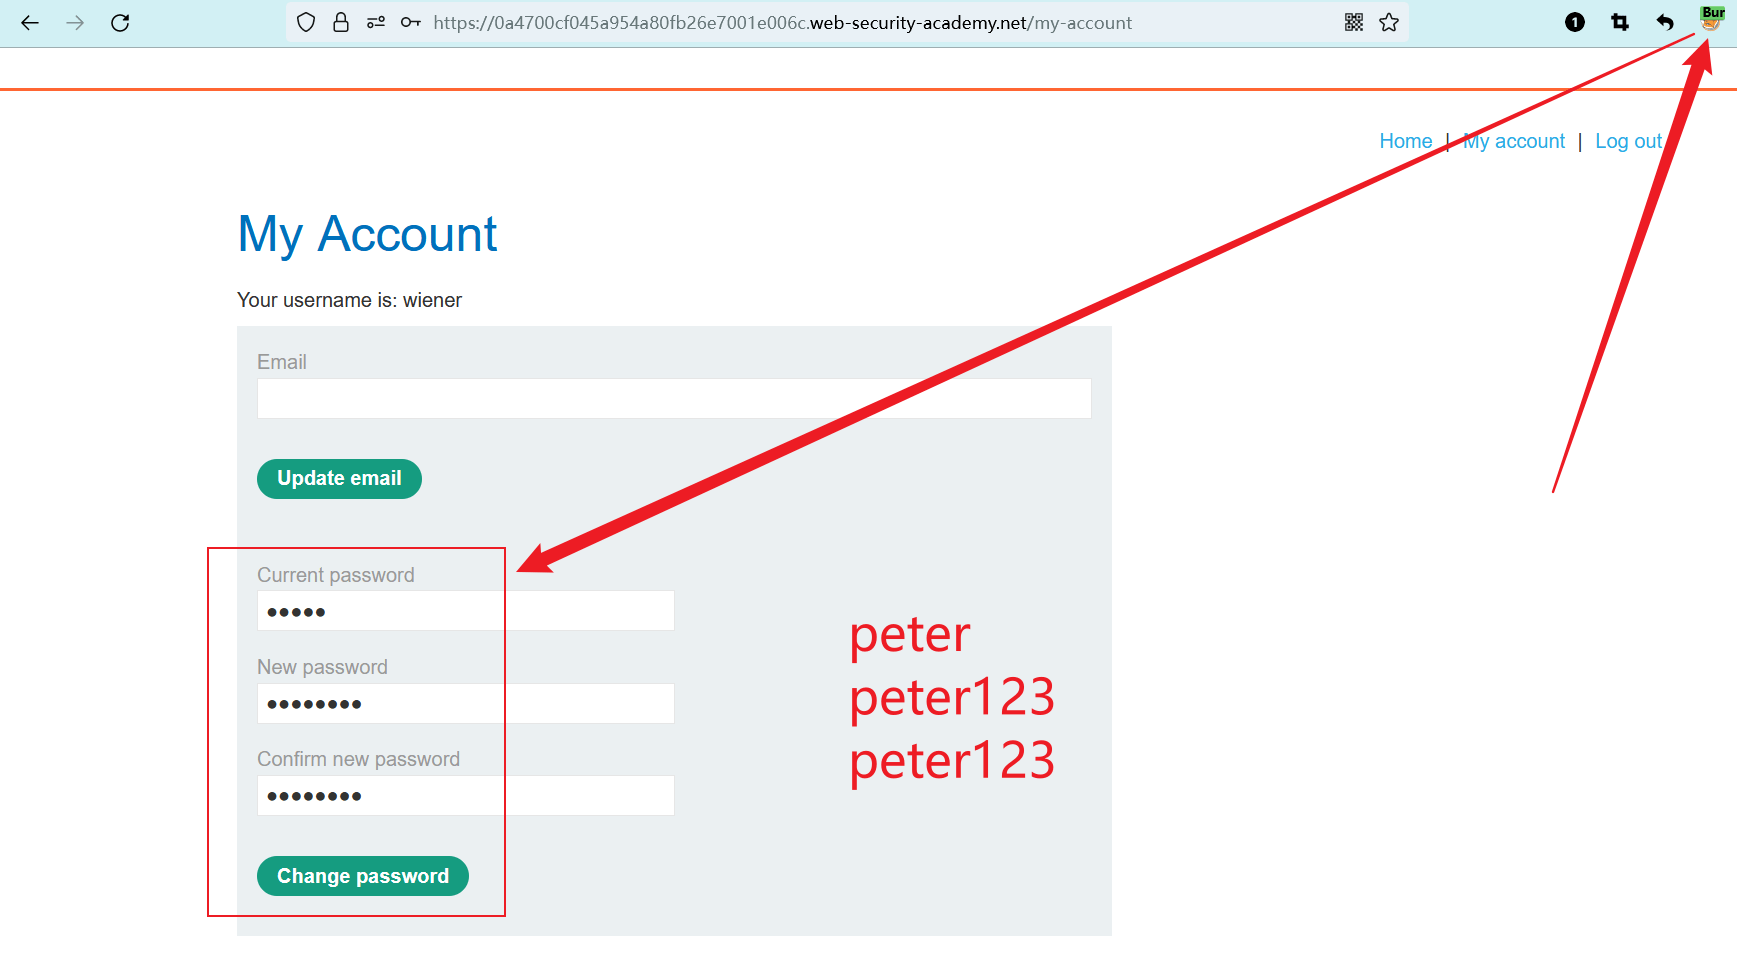 https://0a4700cf045a954a80fb26e7001e006c.web-security-academy.net/my-account
1
Bur
Home | My account | Log out
My Account
Your username is: wiener
Email
Update email
Current password
•••••
New password
••••••••
Confirm new password
••••••••
Change password
peter
peter123
peter123